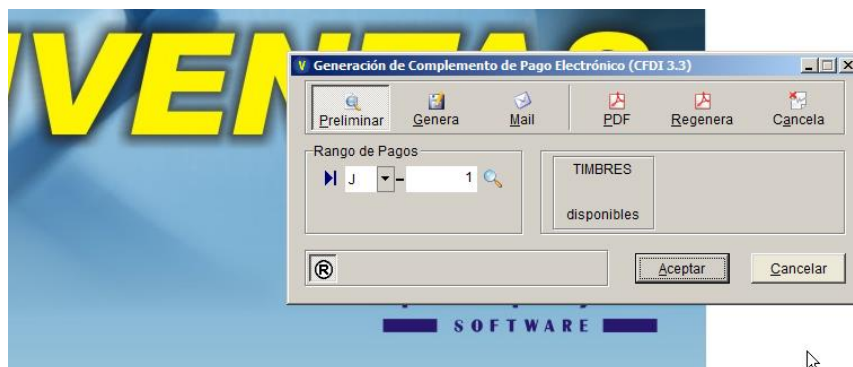 VENTAS
Generación de Complemento de Pago Electrónico (CFDI 3.3)
Preliminar Genera Mail PDF Regenera Cancela
Rango de Pagos
J - 1
TIMBRES
disponibles
®
Aceptar Cancelar
SOFTWARE